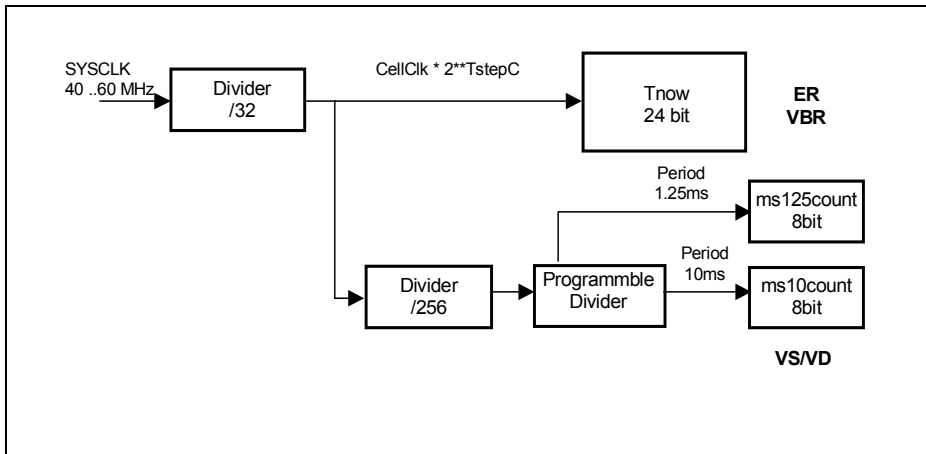 SYSCLK
40 ..60 MHz
Divider
/32
CellClk * 2**TstepC
Tnow
24 bit
ER
VBR
Period
1.25ms
ms125count
8bit
Divider
/256
Programmble
Divider
Period
10ms
ms10count
8bit
VS/VD